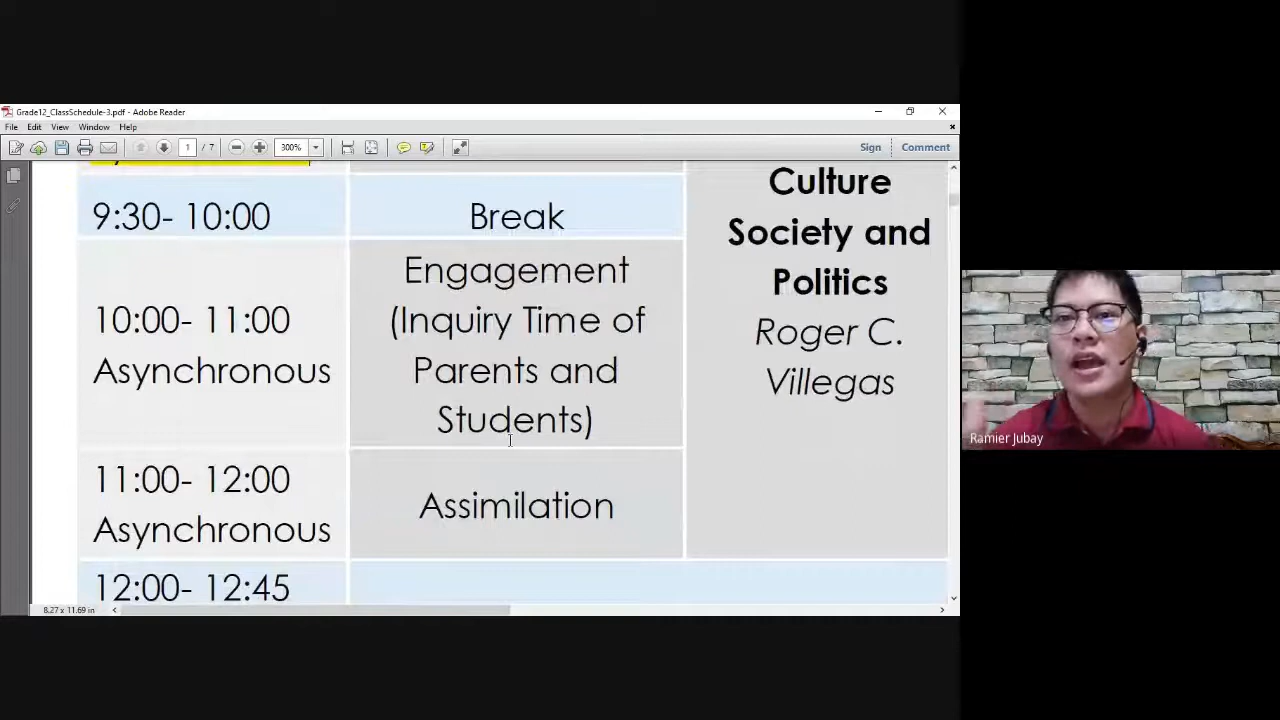 Grade12_ClassSchedule-3.pdf - Adobe Reader
File Edit View Window Help
1 / 7
300%
Sign Comment
9:30- 10:00
Break
10:00- 11:00
Asynchronous
Engagement
(Inquiry Time of
Parents and
Students)
11:00- 12:00
Asynchronous
Assimilation
12:00- 12:45
Culture
Society and
Politics
Roger C.
Villegas
8.27 x 11.69 in
Ramier Jubay